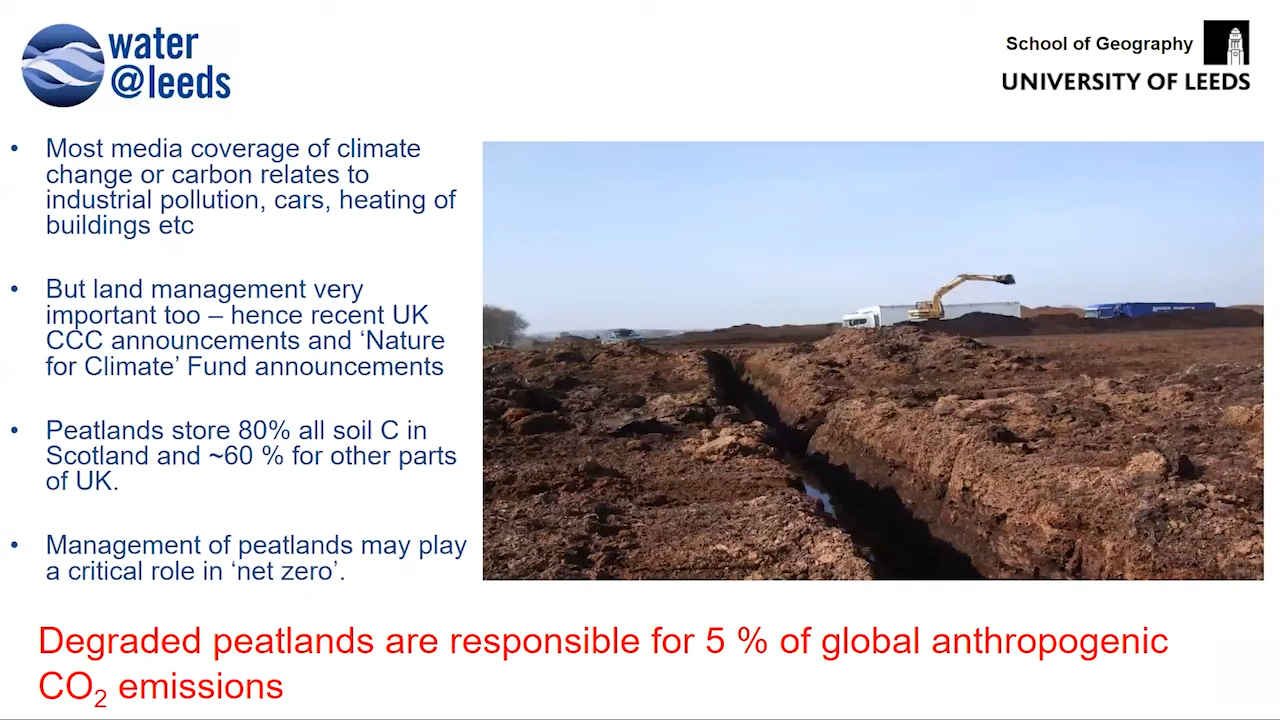 water
@leeds
School of Geography
UNIVERSITY OF LEEDS
• Most media coverage of climate
change or carbon relates to
industrial pollution, cars, heating of
buildings etc
• But land management very
important too – hence recent UK
CCC announcements and ‘Nature
for Climate’ Fund announcements
• Peatlands store 80% all soil C in
Scotland and ~60 % for other parts
of UK.
• Management of peatlands may play
a critical role in ‘net zero’.
Degraded peatlands are responsible for 5 % of global anthropogenic
CO₂ emissions